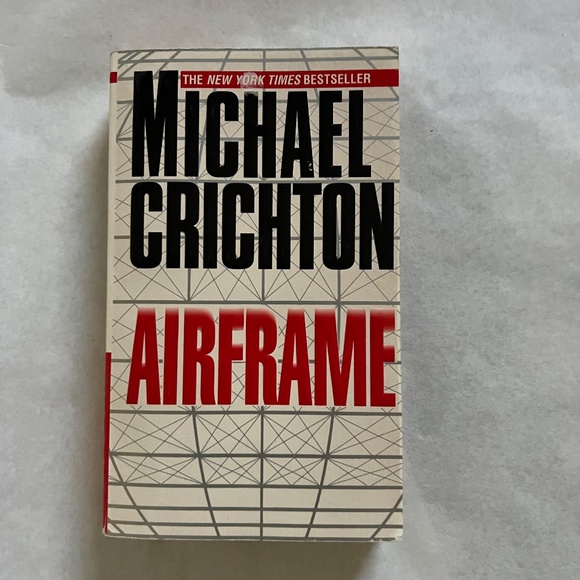 THE NEW YORK TIMES BESTSELLER
MICHAEL
CRICHTON
AIRFRAME